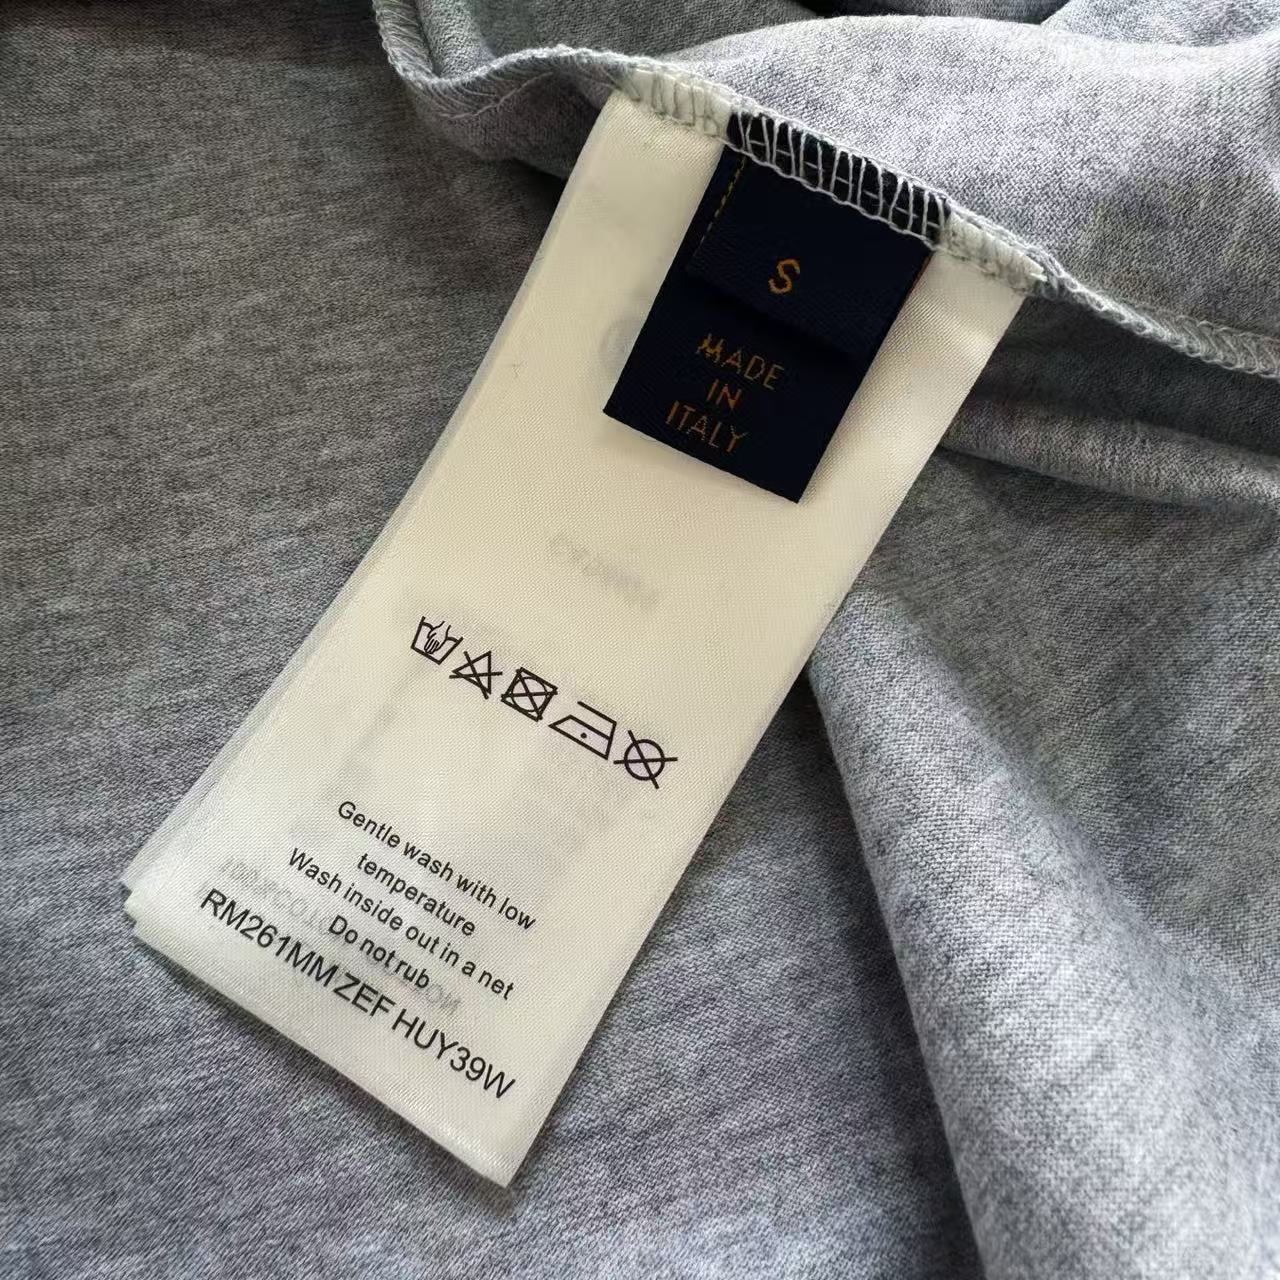 S
MADE
IN
ITALY
Gentle wash with low
temperature
Wash inside out in a net
Do not rub
RM261MM ZEF HUY39W